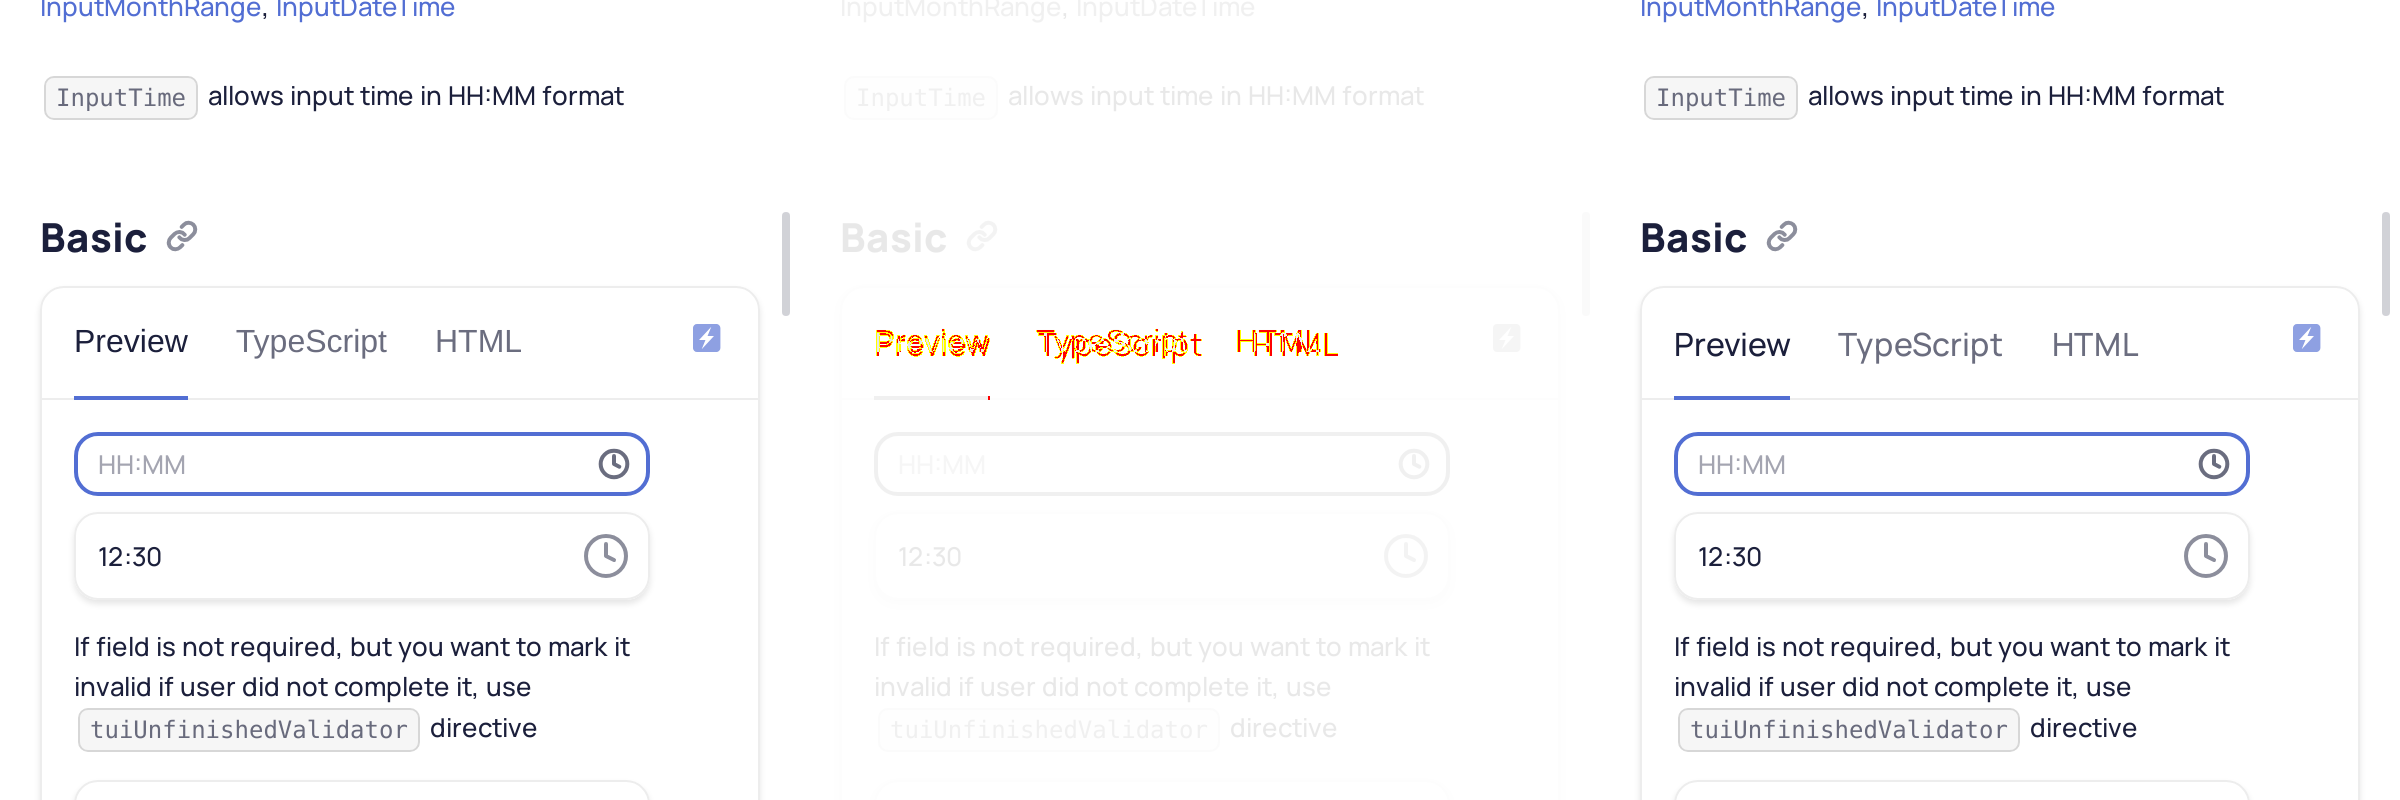 InputMonthRange, InputDateTime
InputTime allows input time in HH:MM format
Basic
Preview TypeScript HTML
HH:MM
12:30
If field is not required, but you want to mark it
invalid if user did not complete it, use
tuiUnfinishedValidator directive
InputMonthRange, InputDateTime
InputTime allows input time in HH:MM format
Basic
Preview TypeScript HTML
HH:MM
12:30
If field is not required, but you want to mark it
invalid if user did not complete it, use
tuiUnfinishedValidator directive
InputMonthRange, InputDateTime
InputTime allows input time in HH:MM format
Basic
Preview TypeScript HTML
HH:MM
12:30
If field is not required, but you want to mark it
invalid if user did not complete it, use
tuiUnfinishedValidator directive